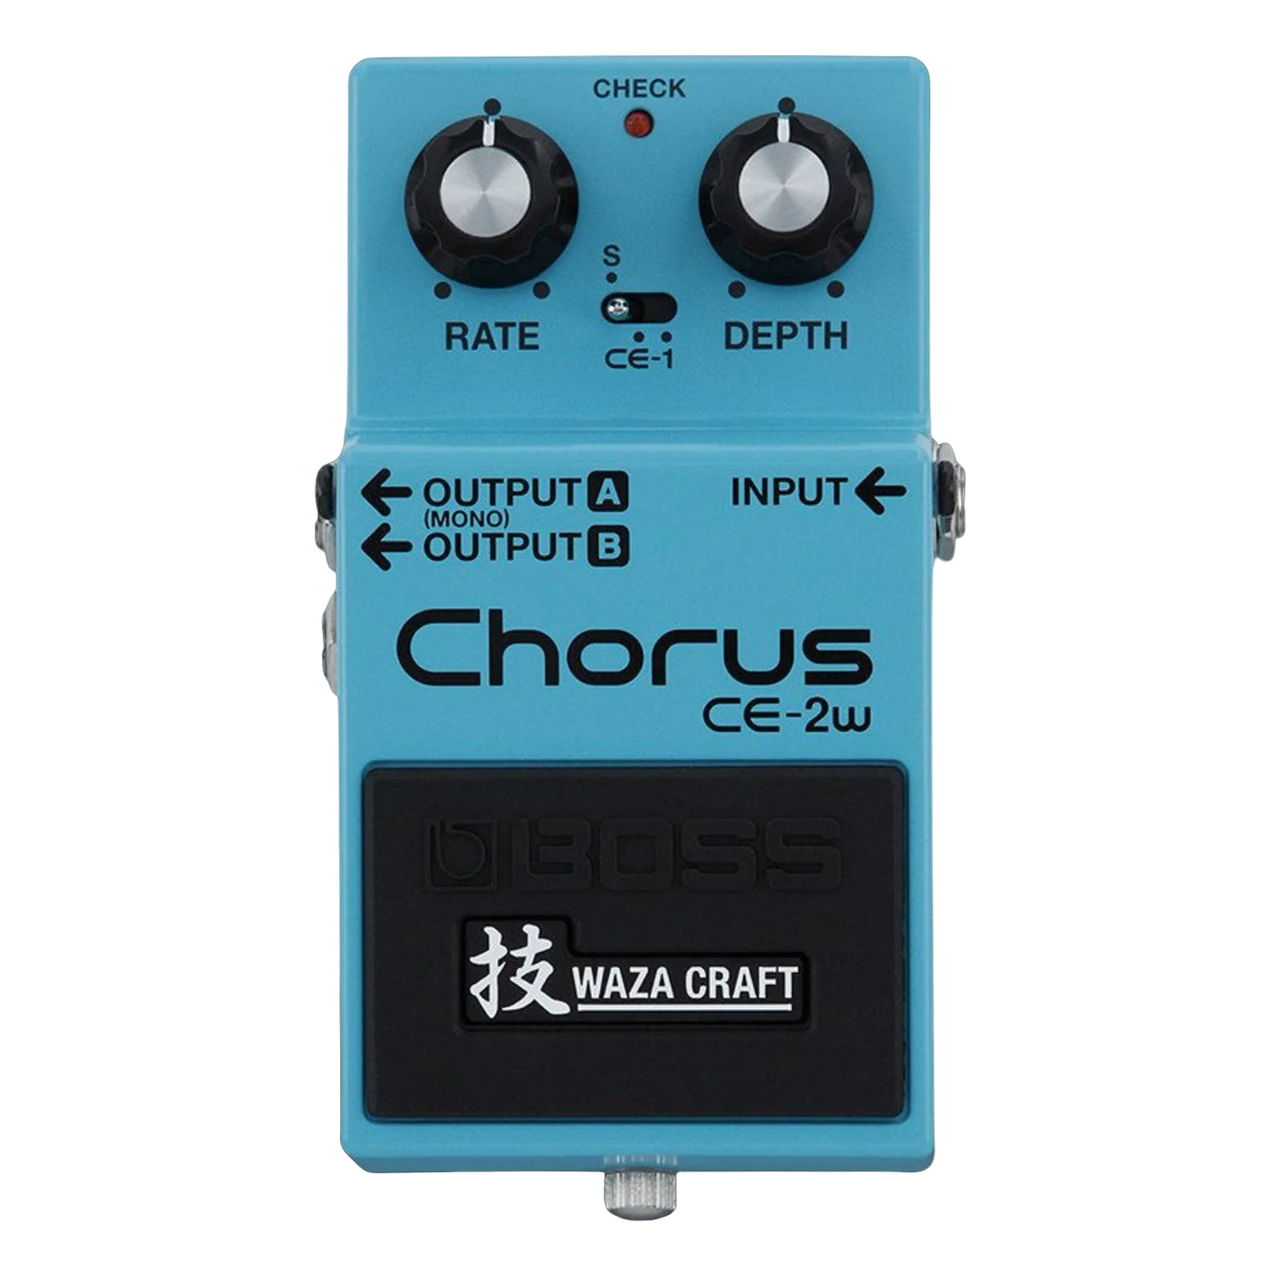 CHECK
S
RATE
DEPTH
CE-1
OUTPUT A
(MONO)
INPUT
OUTPUT B
Chorus
CE-2w
BOSS
技 WAZA CRAFT